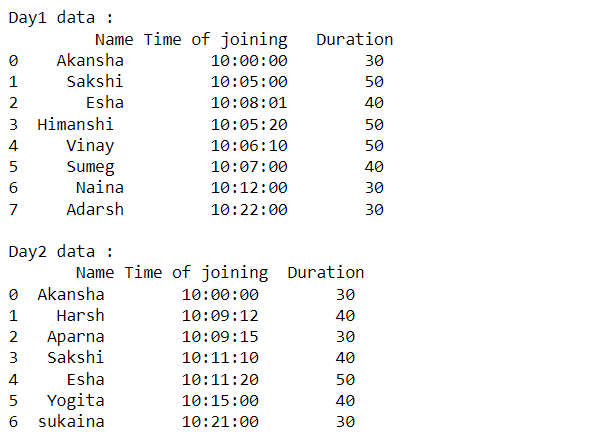 Day1 data :
Name Time of joining Duration
0 Akansha 10:00:00 30
1 Sakshi 10:05:00 50
2 Esha 10:08:01 40
3 Himanshi 10:05:20 50
4 Vinay 10:06:10 50
5 Sumeg 10:07:00 40
6 Naina 10:12:00 30
7 Adarsh 10:22:00 30
Day2 data :
Name Time of joining Duration
0 Akansha 10:00:00 30
1 Harsh 10:09:12 40
2 Aparna 10:09:15 30
3 Sakshi 10:11:10 40
4 Esha 10:11:20 50
5 Yogita 10:15:00 40
6 sukaina 10:21:00 30